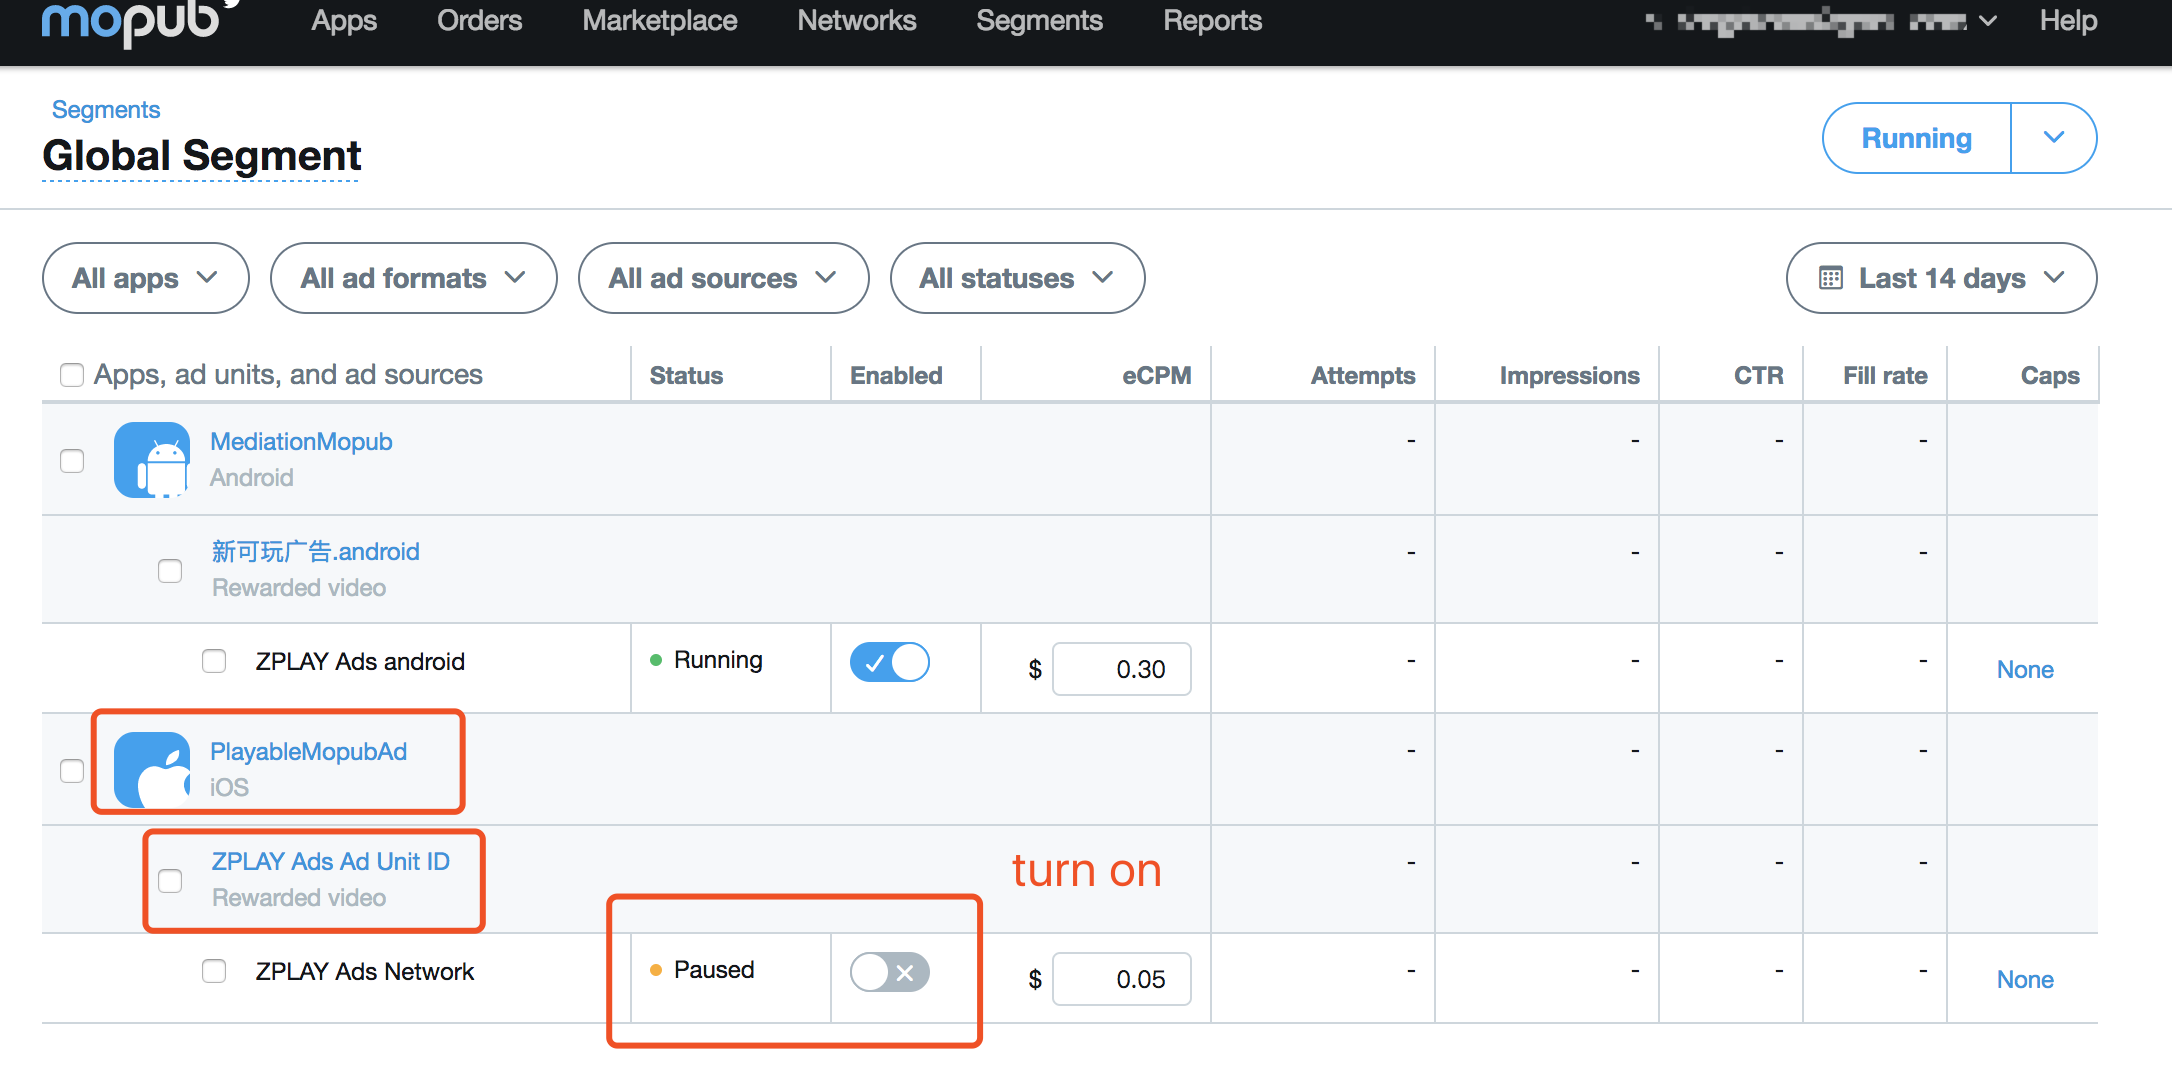 mopub Apps Orders Marketplace Networks Segments Reports Help
Segments
Global Segment
Running
All apps All ad formats All ad sources All statuses Last 14 days
Apps, ad units, and ad sources Status Enabled eCPM Attempts Impressions CTR Fill rate Caps
MediationMopub - - - -
Android
新可玩广告.android - - - -
Rewarded video
ZPLAY Ads android Running $ 0.30 - - - - None
PlayableMopubAd - - - -
iOS
ZPLAY Ads Ad Unit ID turn on - - - -
Rewarded video
ZPLAY Ads Network Paused $ 0.05 - - - - None